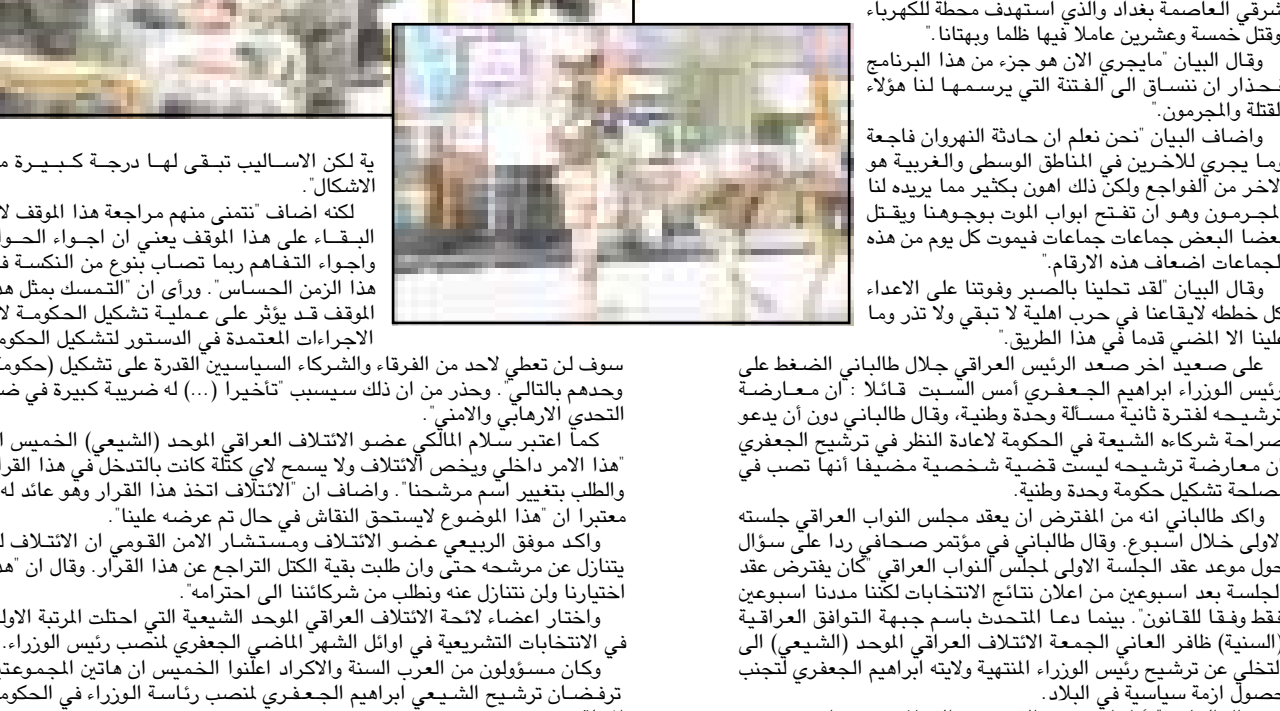 شرقي العاصمة بغداد والذي استهدف محطة للكهرباء
وقتل خمسة وعشرين عاملا فيها ظلما وبهتانا."
وقال البيان "مايجري الان هو جزء من هذا البرنامج
فحذار ان ننساق الى الفتنة التي يرسمها لنا هؤلاء
القتلة والمجرمون."
واضاف البيان "نحن نعلم ان حادثة النهروان فاجعة
وما يجري للاخرين في المناطق الوسطى والغربية هو
الاخر من الفواجع ولكن ذلك اهون بكثير مما يريده لنا
المجرمون وهو ان تفتح ابواب الموت بوجوهنا ويقتل
بعضا البعض جماعات جماعات فيموت كل يوم من هذه
الجماعات اضعاف هذه الارقام."
وقال البيان "لقد تحلينا بالصبر وفوتنا على الاعداء
كل خططه لايقاعنا في حرب اهلية لا تبقي ولا تذر وما
علينا الا المضي قدما في هذا الطريق."
على صعيد اخر صعد الرئيس العراقي جلال طالباني الضغط على
رئيس الوزراء ابراهيم الجعفري أمس السبت قائلا : ان معارضة
ترشيحه لفترة ثانية مسألة وحدة وطنية، وقال طالباني دون أن يدعو
صراحة شركاءه الشيعة في الحكومة لاعادة النظر في ترشيح الجعفري
ان معارضة ترشيحه ليست قضية شخصية مضيفا أنها تصب في
مصلحة تشكيل حكومة وحدة وطنية.
واكد طالباني انه من المفترض ان يعقد مجلس النواب العراقي جلسته
الاولى خلال اسبوع. وقال طالباني في مؤتمر صحافي ردا على سؤال
حول موعد عقد الجلسة الاولى لمجلس النواب العراقي "كان يفترض عقد
الجلسة بعد اسبوعين من اعلان نتائج الانتخابات لكننا مددنا اسبوعين
فقط وفقا للقانون". بينما دعا المتحدث باسم جبهة التوافق العراقية
(السنية) ظافر العاني الجمعة الائتلاف العراقي الموحد (الشيعي) الى
التخلي عن ترشيح رئيس الوزراء المنتهية ولايته ابراهيم الجعفري لتجنب
حصول ازمة سياسية في البلاد.
ية لكن الاساليب تبقى لها درجة كبيرة
الاشكال".
لكنه اضاف "نتمنى منهم مراجعة هذا الموقف
البقاء على هذا الموقف يعني ان اجواء
واجواء التفاهم ربما تصاب بنوع من النكسة
هذا الزمن الحساس". ورأى ان "التمسك بمثل
الموقف قد يؤثر على عملية تشكيل الحكومة
الاجراءات المعتمدة في الدستور لتشكيل
سوف لن تعطي لاحد من الفرقاء والشركاء السياسيين القدرة على تشكيل
وحدهم بالتالي". وحذر من ان ذلك سيسبب "تأخيرا (...) له ضريبة كبيرة في
التحدي الارهابي والامني".
كما اعتبر سلام المالكي عضو الائتلاف العراقي الموحد (الشيعي) الخميس
"هذا الامر داخلي ويخص الائتلاف ولا يسمح لاي كتلة كانت بالتدخل في هذا
والطلب بتغيير اسم مرشحنا". واضاف ان "الائتلاف اتخذ هذا القرار وهو عائد له
معتبرا ان "هذا الموضوع لايستحق النقاش في حال تم عرضه علينا".
واكد موفق الربيعي عضو الائتلاف ومستشار الامن القومي ان الائتلاف
يتنازل عن مرشحه حتى وان طلبت بقية الكتل التراجع عن هذا القرار. وقال ان
اختيارنا ولن نتنازل عنه ونطلب من شركائننا الى احترامه".
واختار اعضاء لائحة الائتلاف العراقي الموحد الشيعية التي احتلت المرتبة
في الانتخابات التشريعية في اوائل الشهر الماضي الجعفري لمنصب رئيس الوزراء.
وكان مسؤولون من العرب السنة والاكراد اعلنوا الخميس ان هاتين
ترفضان ترشيح الشيعي ابراهيم الجعفري لمنصب رئاسة الوزراء في